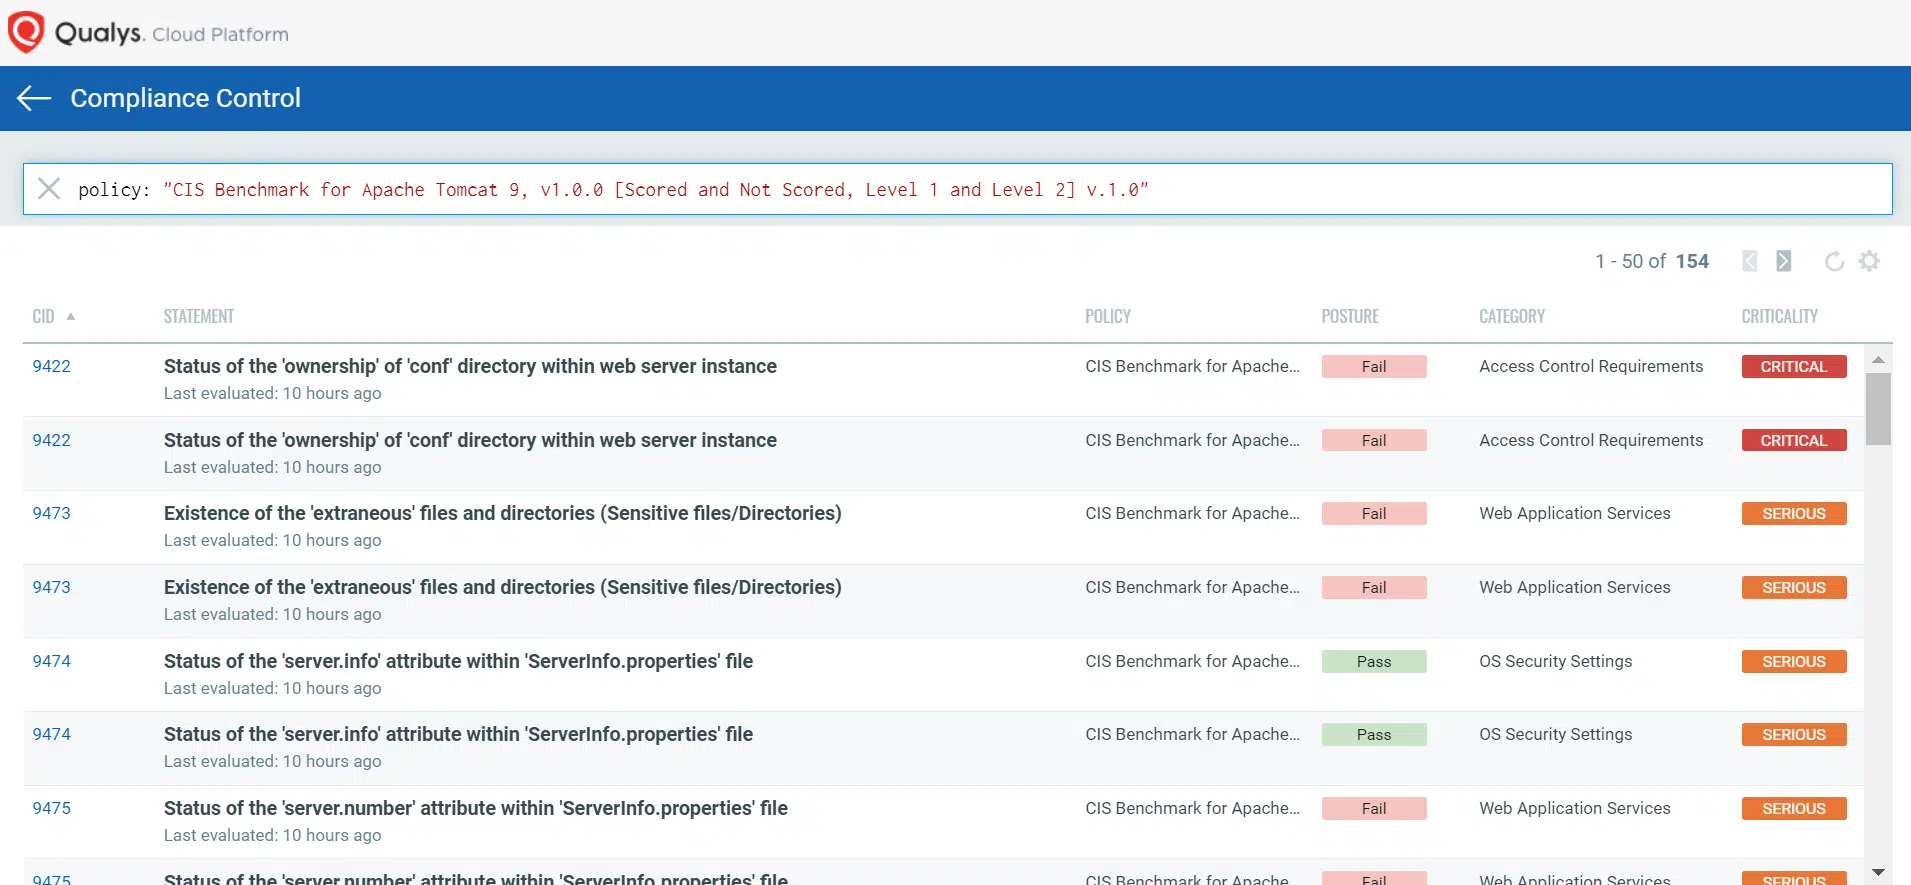 Qualys. Cloud Platform
Compliance Control
policy: "CIS Benchmark for Apache Tomcat 9, v1.0.0 [Scored and Not Scored, Level 1 and Level 2] v.1.0"
1 - 50 of 154
CID STATEMENT POLICY POSTURE CATEGORY CRITICALITY
9422 Status of the 'ownership' of 'conf' directory within web server instance CIS Benchmark for Apache... Fail Access Control Requirements CRITICAL
Last evaluated: 10 hours ago
9422 Status of the 'ownership' of 'conf' directory within web server instance CIS Benchmark for Apache... Fail Access Control Requirements CRITICAL
Last evaluated: 10 hours ago
9473 Existence of the 'extraneous' files and directories (Sensitive files/Directories) CIS Benchmark for Apache... Fail Web Application Services SERIOUS
Last evaluated: 10 hours ago
9473 Existence of the 'extraneous' files and directories (Sensitive files/Directories) CIS Benchmark for Apache... Fail Web Application Services SERIOUS
Last evaluated: 10 hours ago
9474 Status of the 'server.info' attribute within 'ServerInfo.properties' file CIS Benchmark for Apache... Pass OS Security Settings SERIOUS
Last evaluated: 10 hours ago
9474 Status of the 'server.info' attribute within 'ServerInfo.properties' file CIS Benchmark for Apache... Pass OS Security Settings SERIOUS
Last evaluated: 10 hours ago
9475 Status of the 'server.number' attribute within 'ServerInfo.properties' file CIS Benchmark for Apache... Fail Web Application Services SERIOUS
Last evaluated: 10 hours ago
9475 Status of the 'server.number' attribute within 'ServerInfo.properties' file CIS Benchmark for Apache... Fail Web Application Services SERIOUS